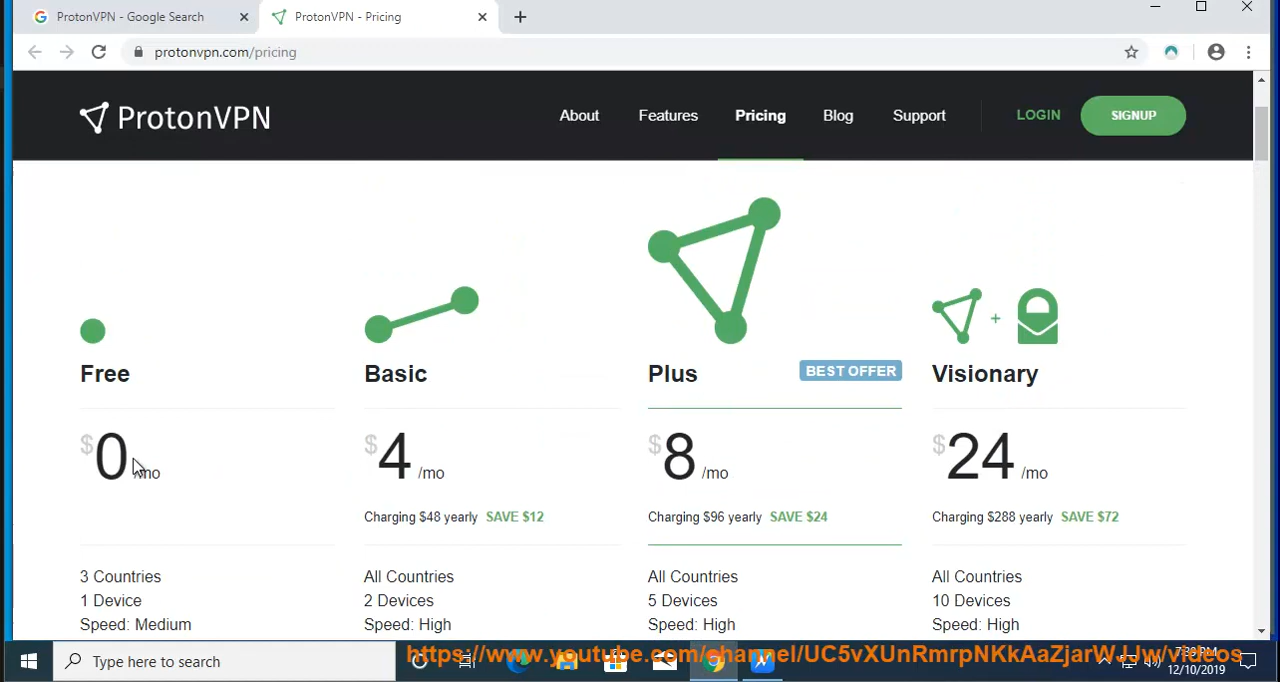 ProtonVPN - Google Search
ProtonVPN - Pricing
protonvpn.com/pricing
ProtonVPN
About Features Pricing Blog Support LOGIN SIGNUP
Free
Basic
Plus BEST OFFER
Visionary
$0 /mo
$4 /mo
$8 /mo
$24 /mo
Charging $48 yearly SAVE $12
Charging $96 yearly SAVE $24
Charging $288 yearly SAVE $72
3 Countries
1 Device
Speed: Medium
All Countries
2 Devices
Speed: High
All Countries
5 Devices
Speed: High
All Countries
10 Devices
Speed: High
Type here to search
https://www.youtube.com/channel/UC5vXUnRmrpNKkAaZjarWJJw/videos
12/10/2019